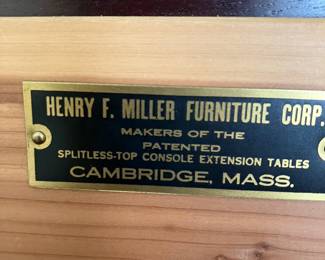 HENRY F. MILLER FURNITURE CORP.
MAKERS OF THE
PATENTED
SPLITLESS-TOP CONSOLE EXTENSION TABLES
CAMBRIDGE, MASS.